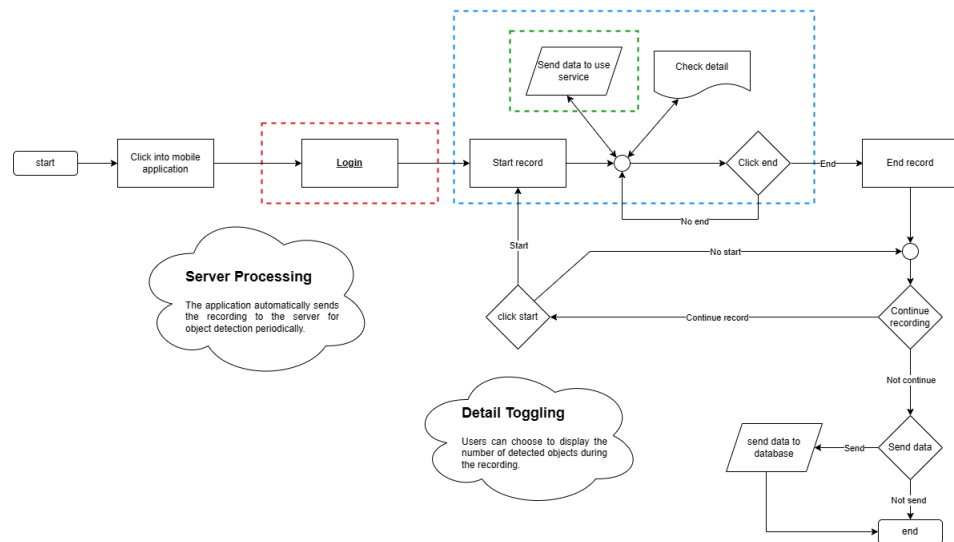 Send data to use
service
Check detail
start
Click into mobile
application
Login
Start record
Click end
End
End record
No end
Start
No start
Server Processing
The application automatically sends
the recording to the server for
object detection periodically.
click start
Continue record
Continue
recording
Not continue
Detail Toggling
Users can choose to display the
number of detected objects during
the recording.
send data to
database
Send
Send data
Not send
end